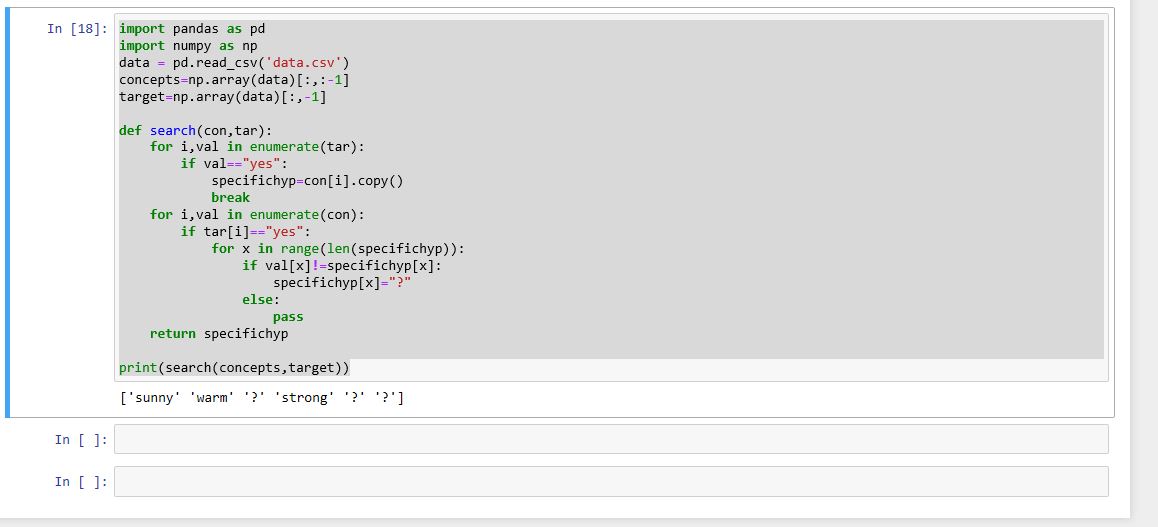 In [18]: import pandas as pd
import numpy as np
data = pd.read_csv('data.csv')
concepts=np.array(data)[:,:-1]
target=np.array(data)[:,-1]
def search(con,tar):
    for i,val in enumerate(tar):
        if val=="yes":
            specifichyp=con[i].copy()
            break
    for i,val in enumerate(con):
        if tar[i]=="yes":
            for x in range(len(specifichyp)):
                if val[x]!=specifichyp[x]:
                    specifichyp[x]="?"
                else:
                    pass
    return specifichyp
print(search(concepts,target))
['sunny' 'warm' '?' 'strong' '?' '?']
In [ ]:
In [ ]: